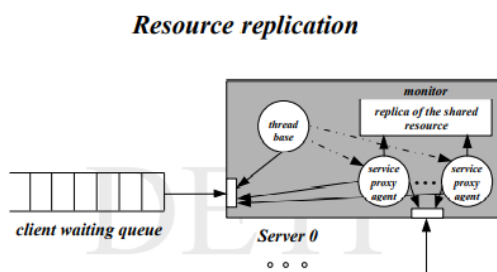 Resource replication
monitor
replica of the shared
resource
thread
base
service
proxy
agent
service
proxy
agent
client waiting queue
Server 0
DETI